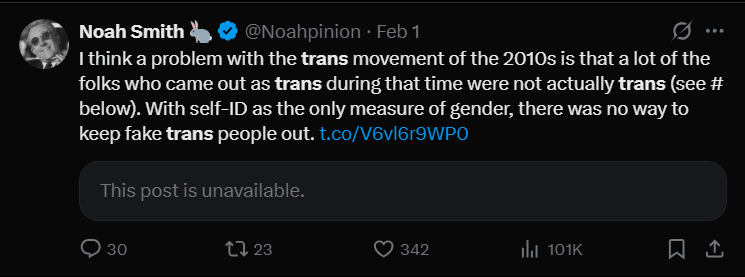 Noah Smith 🐇 @Noahpinion · Feb 1
I think a problem with the trans movement of the 2010s is that a lot of the
folks who came out as trans during that time were not actually trans (see #
below). With self-ID as the only measure of gender, there was no way to
keep fake trans people out. t.co/V6vl6r9WP0
This post is unavailable.
30 23 342 101K